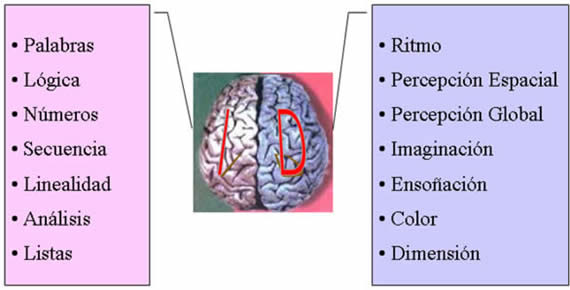 • Palabras
• Lógica
• Números
• Secuencia
• Linealidad
• Análisis
• Listas
I
D
• Ritmo
• Percepción Espacial
• Percepción Global
• Imaginación
• Ensoñación
• Color
• Dimensión